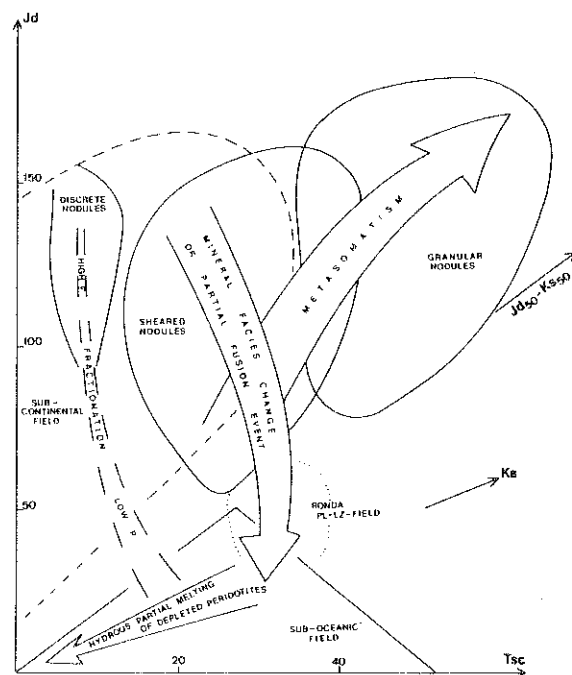 Jd
150
DISCRETE
NODULES
HIGH P
FRACTIONATION
LOW P
MINERAL FACIES CHANGE
OR PARTIAL FUSION EVENT
METASOMATISM
GRANULAR
NODULES
Jd50-Ks50
SHEARED
NODULES
100
SUB-
CONTINENTAL
FIELD
50
Ks
RONDA
PL-LZ-FIELD
HYDROUS PARTIAL MELTING
OF DEPLETED PERIDOTITES
SUB-OCEANIC
FIELD
20
40
Tsc